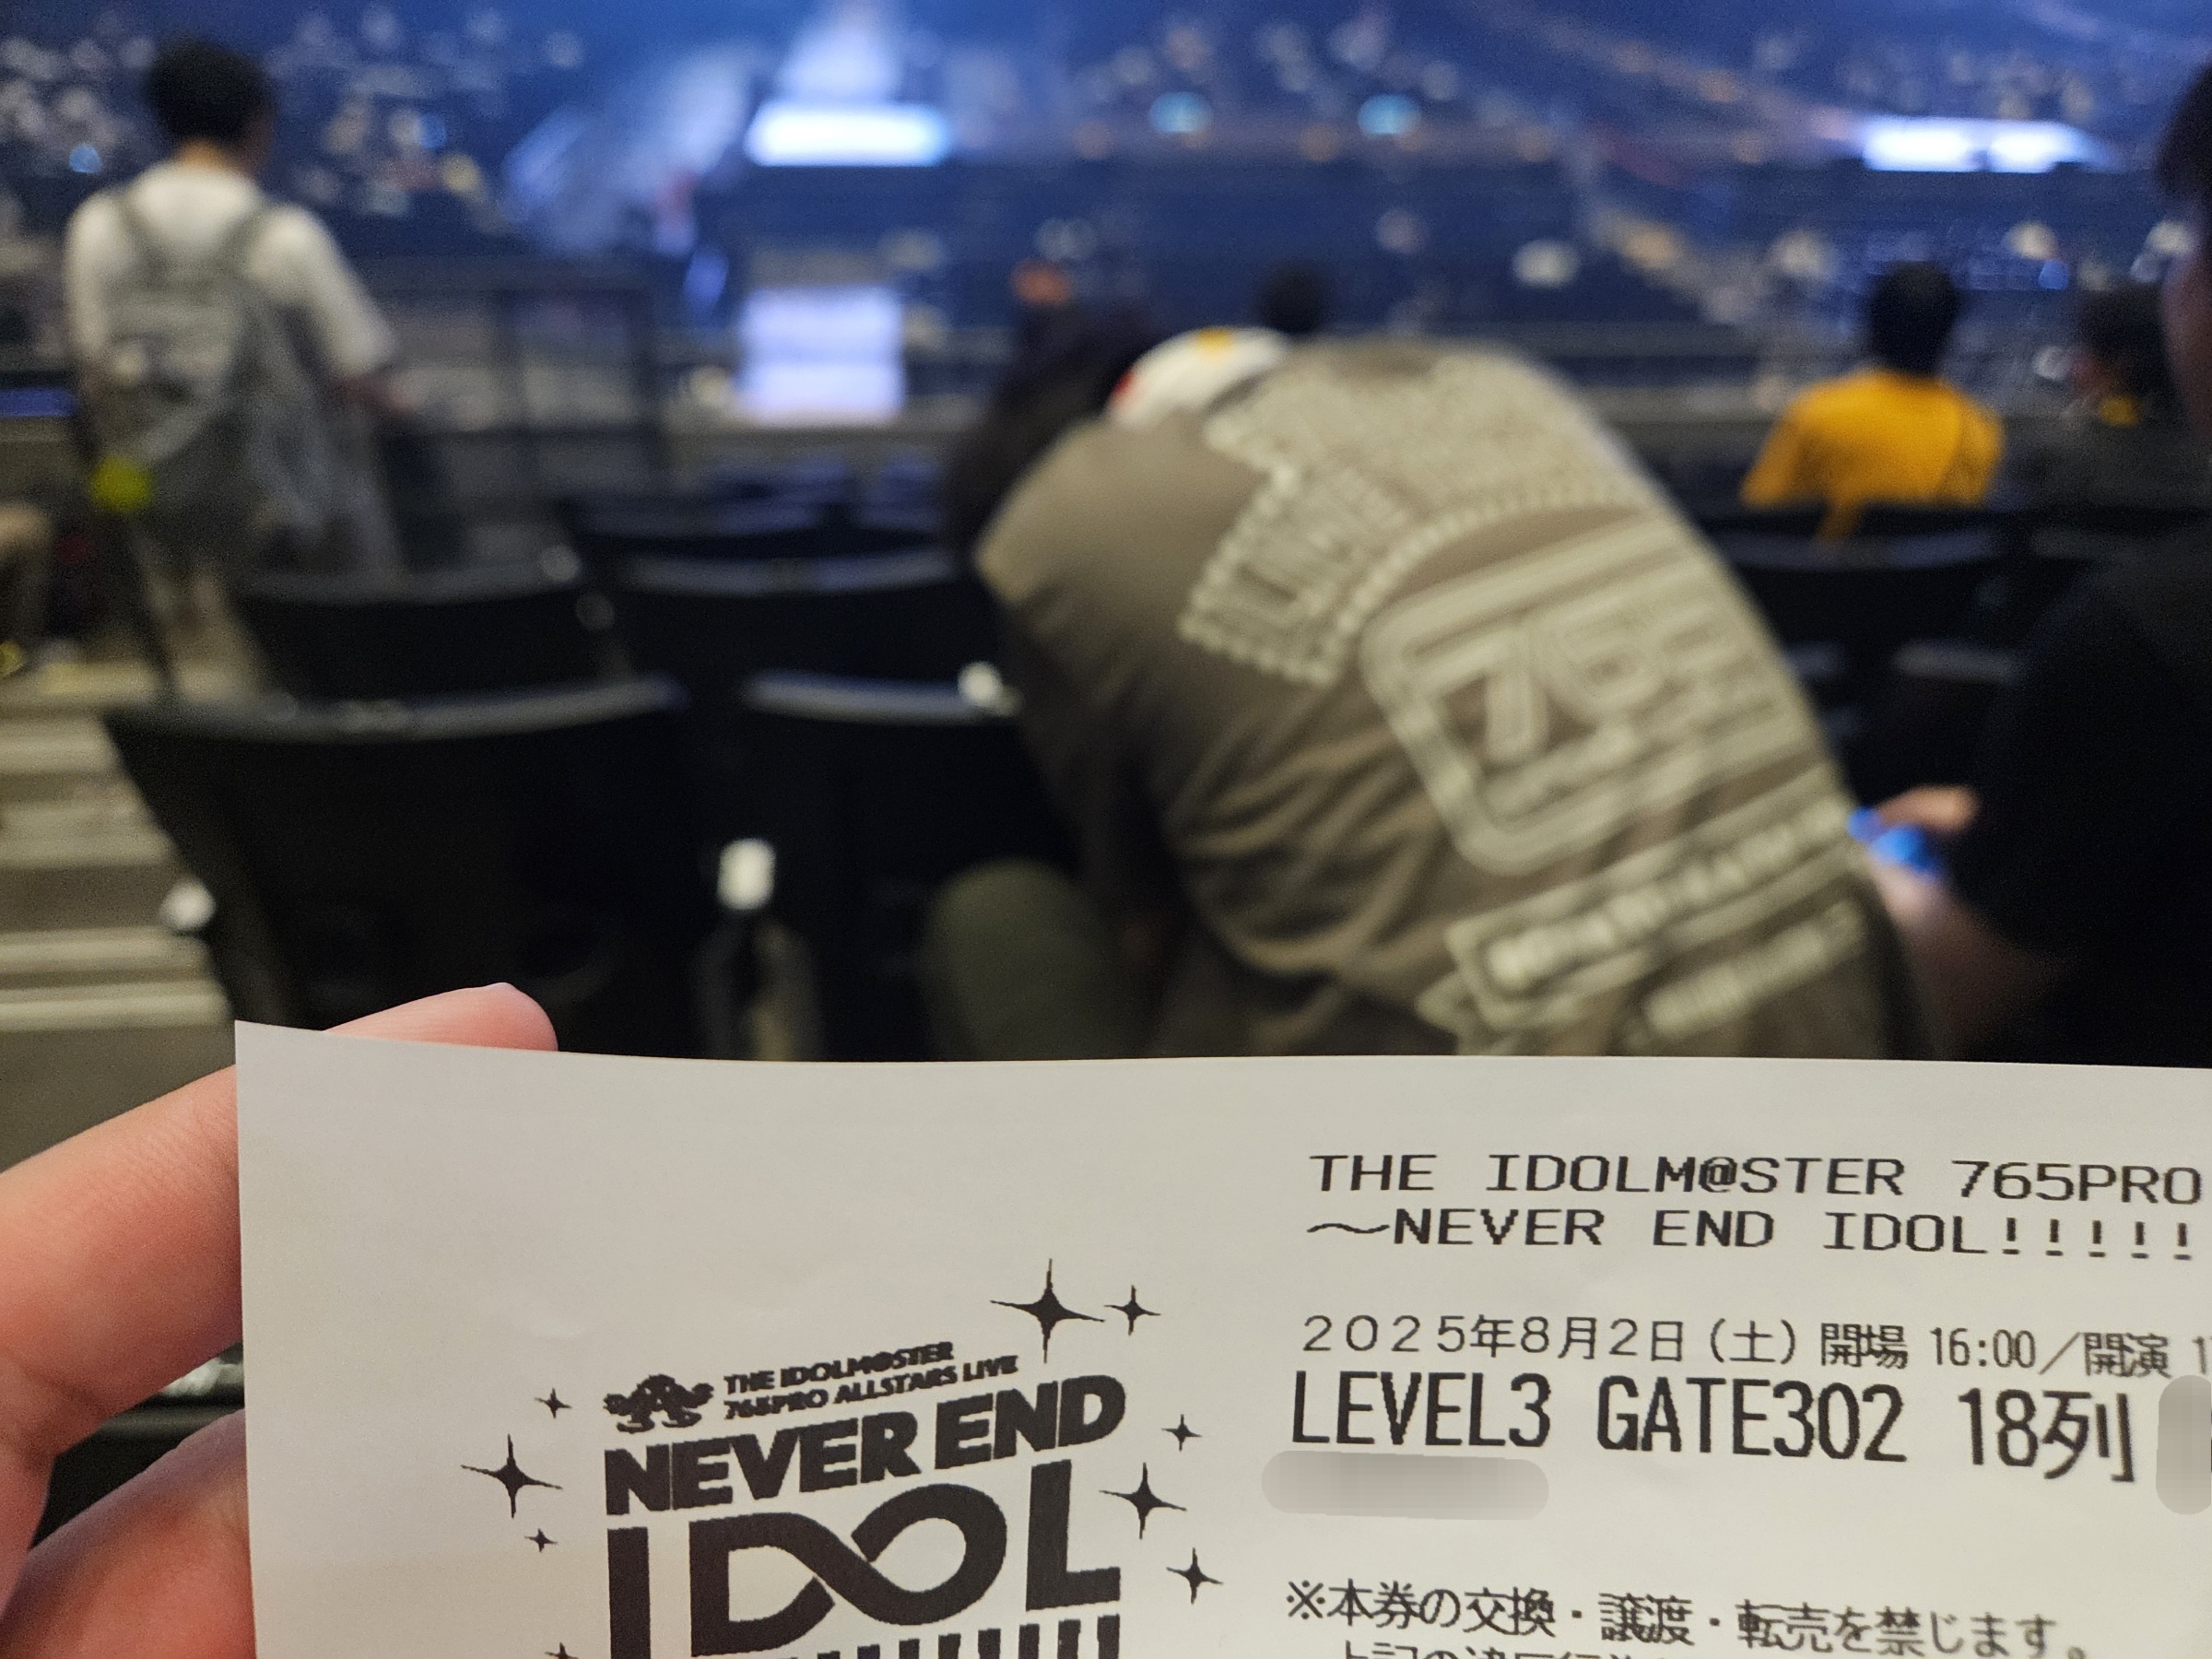 765
THE IDOLM@STER 765PRO
～NEVER END IDOL!!!!!
2025年8月2日（土）開場 16:00／開演 1
LEVEL3 GATE302 18列
※本券の交換・譲渡・転売を禁じます。
THE IDOLM@STER
765PRO ALLSTARS LIVE
NEVER END
IDOL